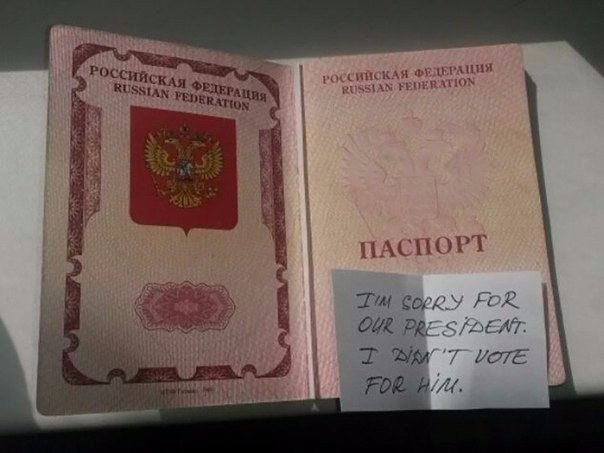 РОССИЙСКАЯ ФЕДЕРАЦИЯ
RUSSIAN FEDERATION
РОССИЙСКАЯ ФЕДЕРАЦИЯ
RUSSIAN FEDERATION
ПАСПОРТ
I'M SORRY FOR
OUR PRESIDENT.
I DIDN'T VOTE
FOR HIM.